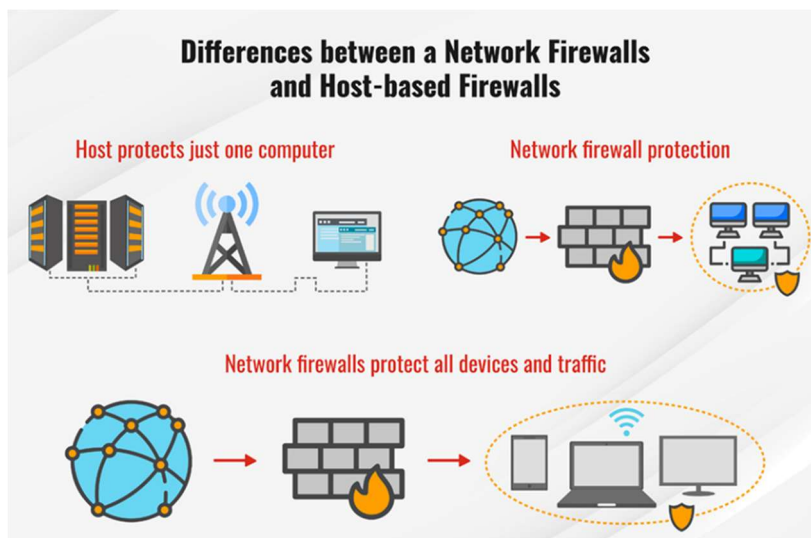 Differences between a Network Firewalls
and Host-based Firewalls
Host protects just one computer
Network firewall protection
Network firewalls protect all devices and traffic